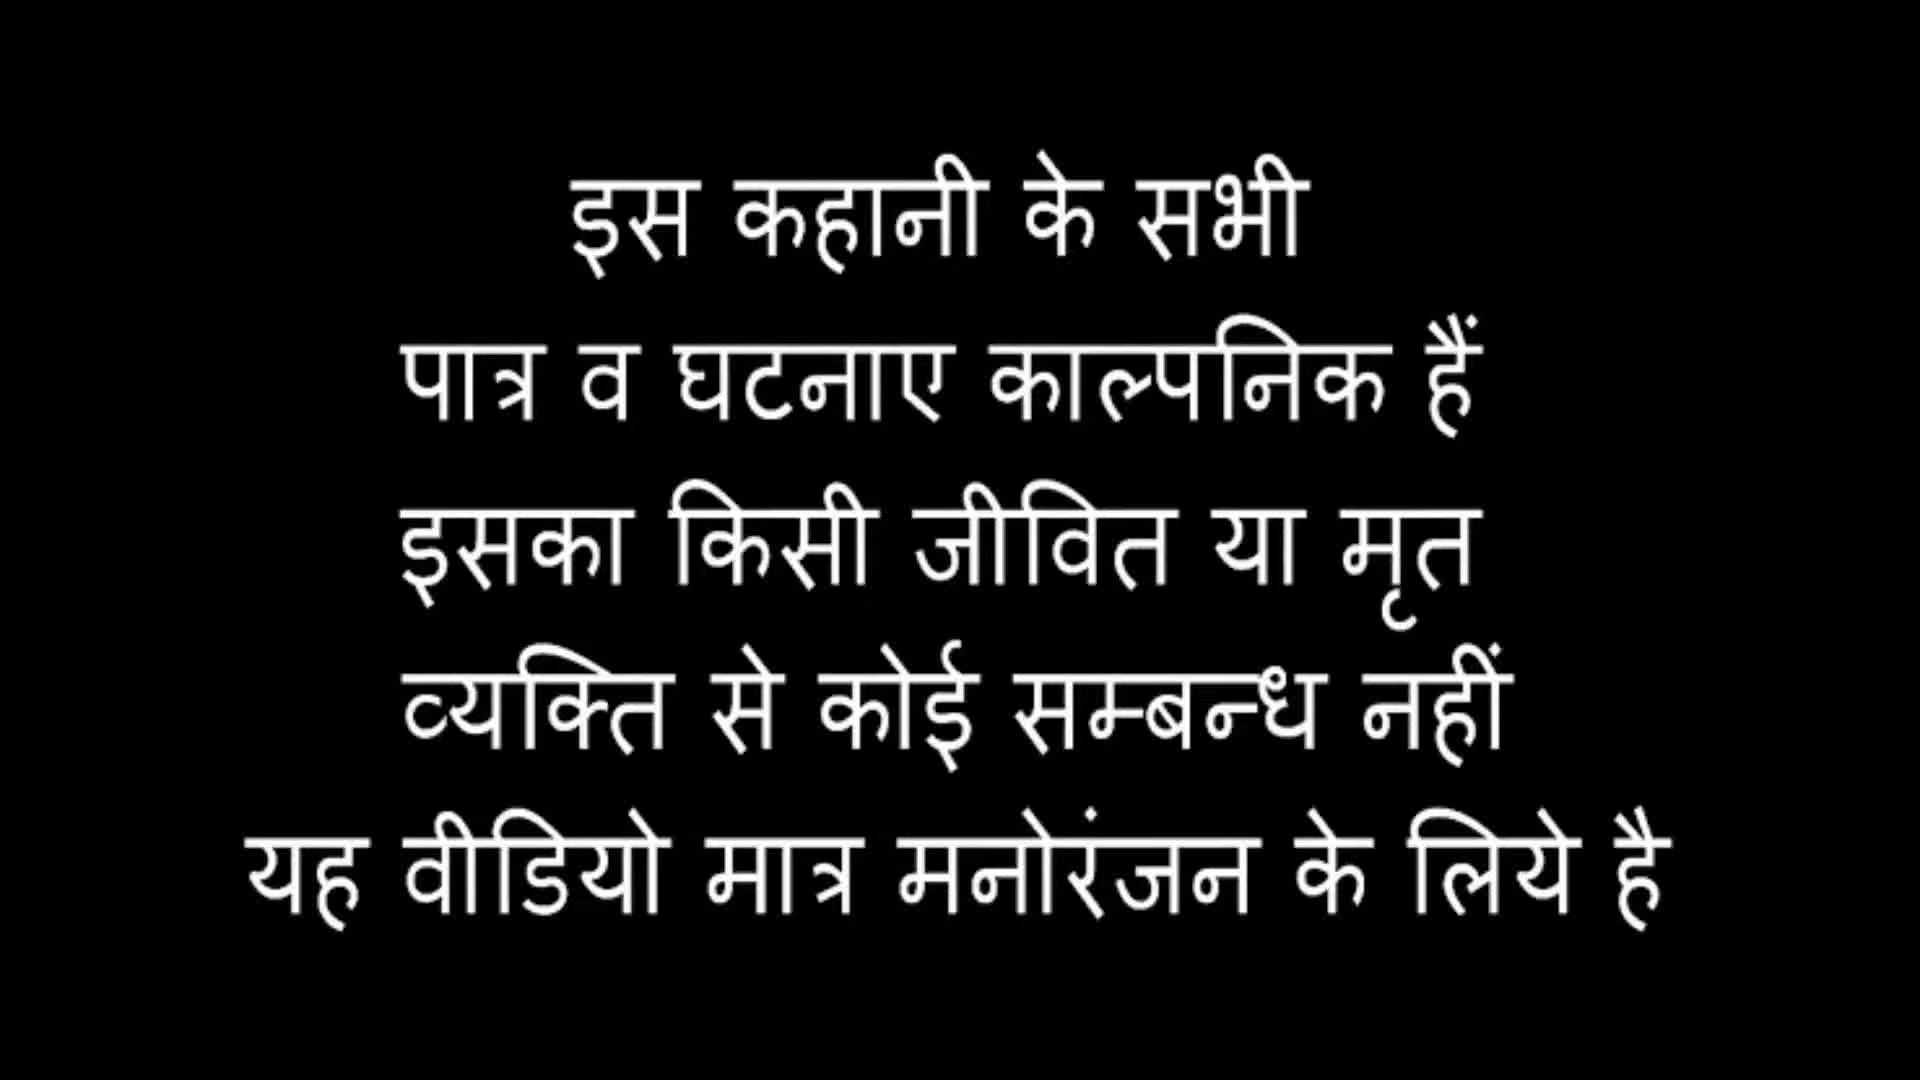 इस कहानी के सभी
पात्र व घटनाए काल्पनिक हैं
इसका किसी जीवित या मृत
व्यक्ति से कोई सम्बन्ध नहीं
यह वीडियो मात्र मनोरंजन के लिये है